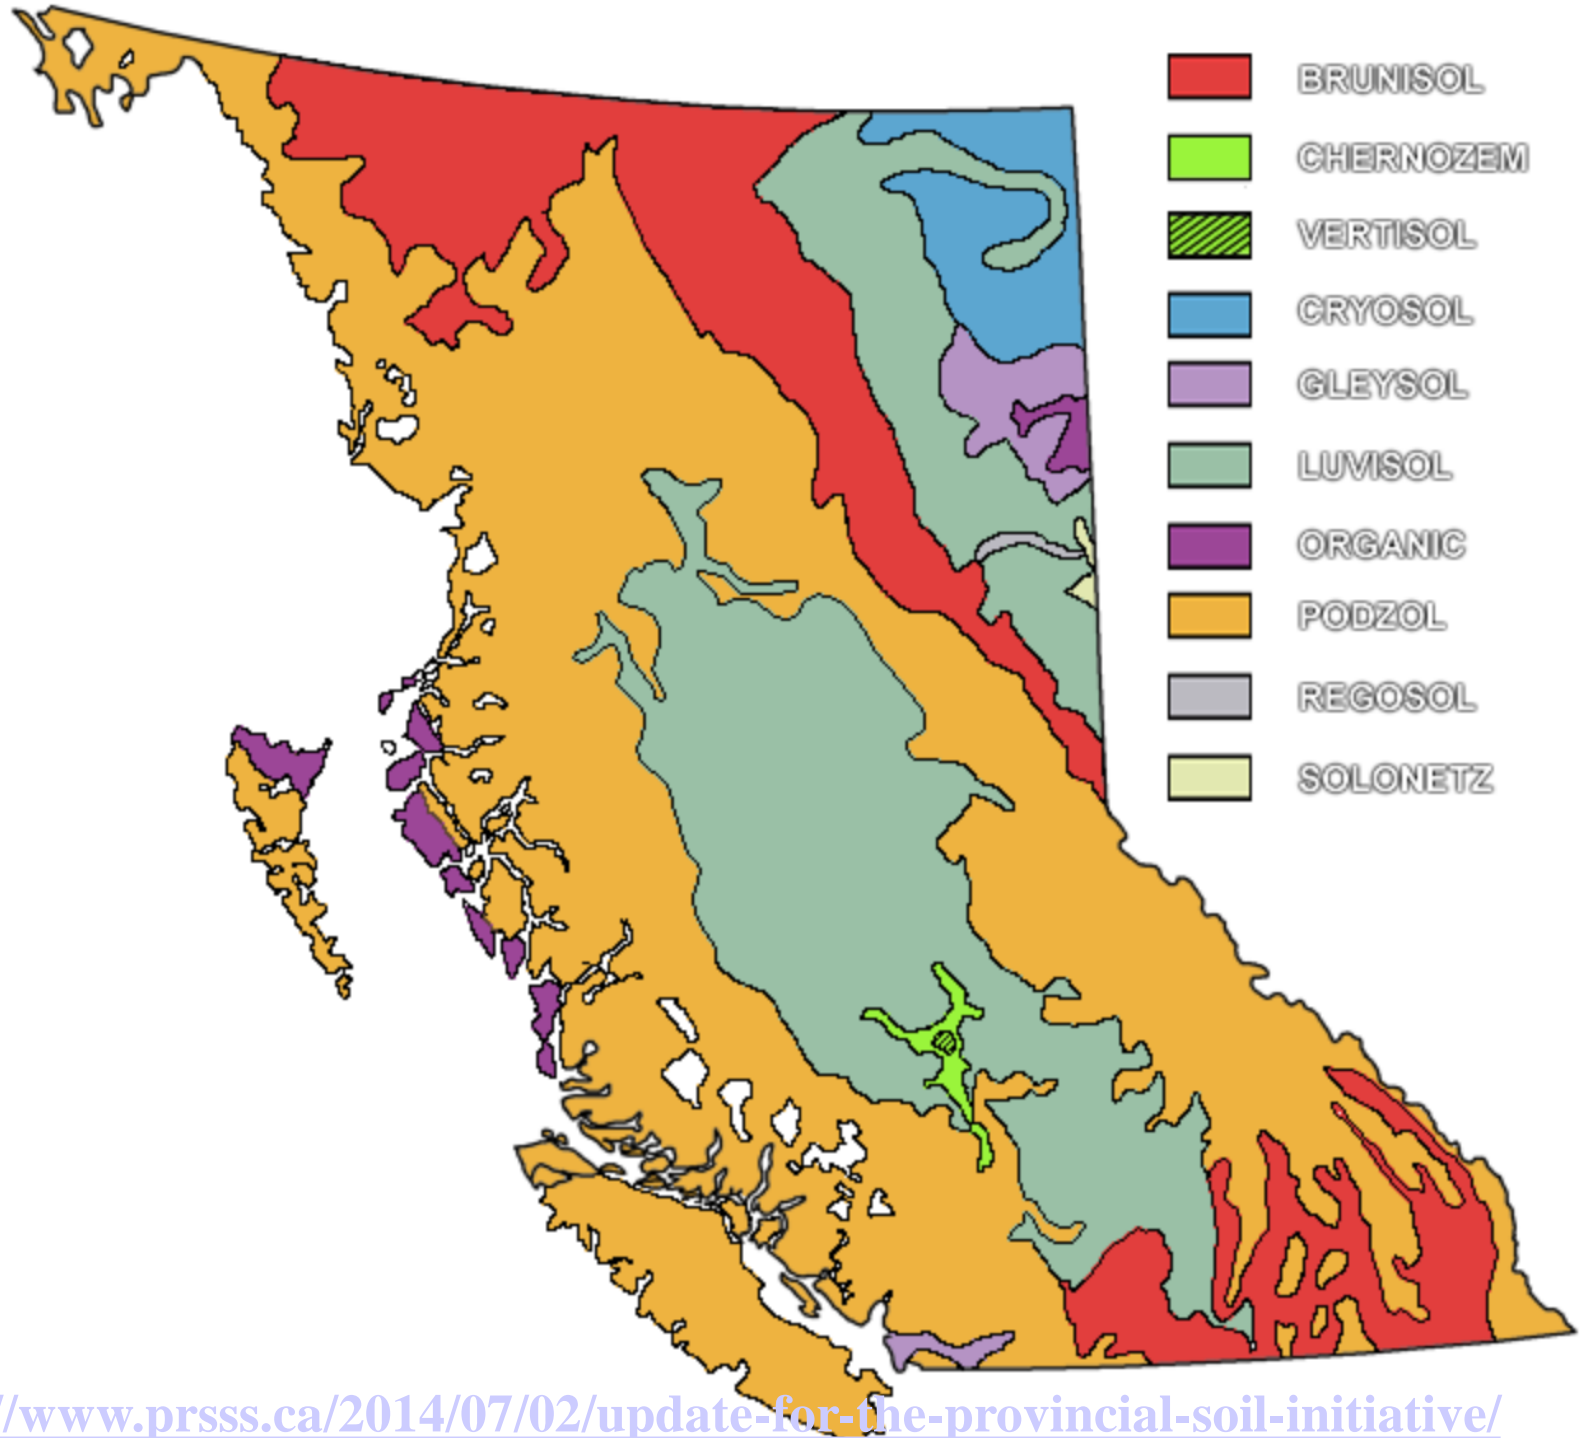 BRUNISOL
CHERNOZEM
VERTISOL
CRYOSOL
GLEYSOL
LUVISOL
ORGANIC
PODZOL
REGOSOL
SOLONETZ
//www.prsss.ca/2014/07/02/update-for-the-provincial-soil-initiative/